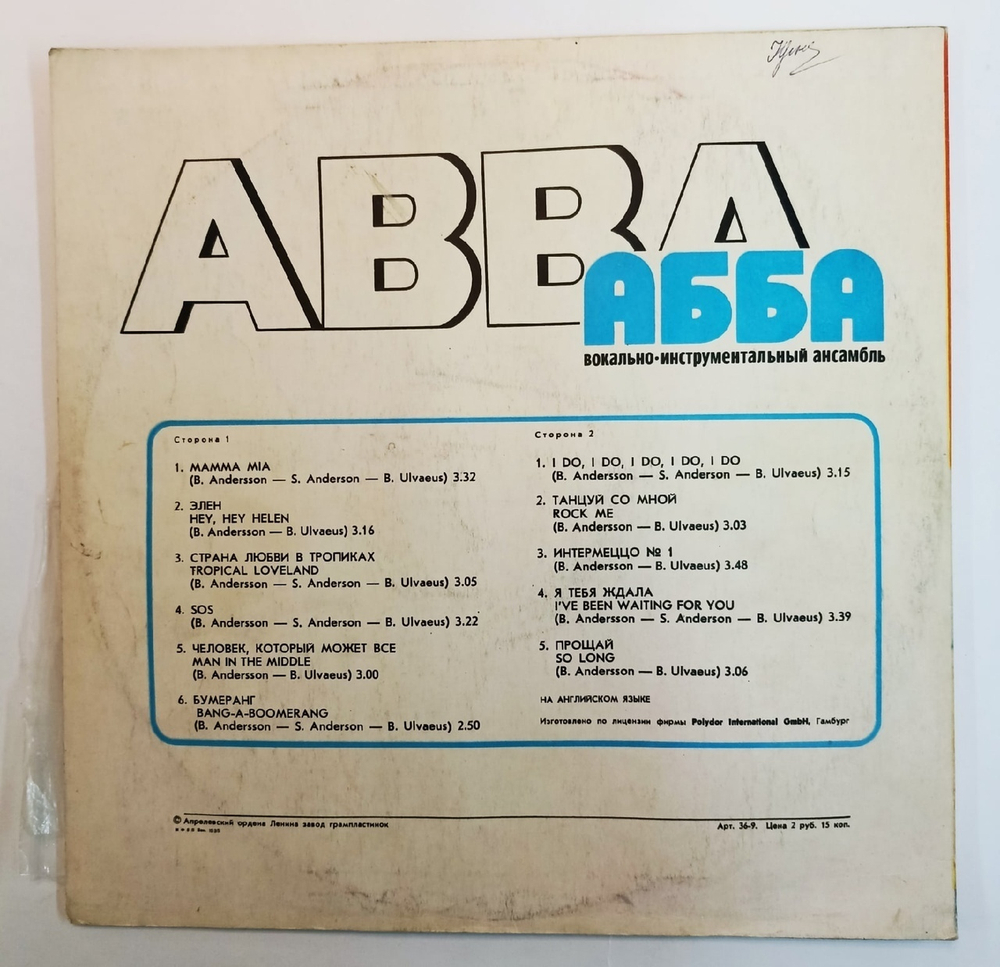 ABBA
АББА
вокально-инструментальный ансамбль
Сторона 1
1. MAMMA MIA
(B. Andersson — S. Anderson — B. Ulvaeus) 3.32
2. ЭЛЕН
HEY, HEY HELEN
(B. Andersson — B. Ulvaeus) 3.16
3. СТРАНА ЛЮБВИ В ТРОПИКАХ
TROPICAL LOVELAND
(B. Andersson — S. Anderson — B. Ulvaeus) 3.05
4. SOS
(B. Andersson — S. Anderson — B. Ulvaeus) 3.22
5. ЧЕЛОВЕК, КОТОРЫЙ МОЖЕТ ВСЕ
MAN IN THE MIDDLE
(B. Andersson — B. Ulvaeus) 3.00
6. БУМЕРАНГ
BANG-A-BOOMERANG
(B. Andersson — S. Anderson — B. Ulvaeus) 2.50
Сторона 2
1. I DO, I DO, I DO, I DO, I DO
(B. Andersson — S. Anderson — B. Ulvaeus) 3.15
2. ТАНЦУЙ СО МНОЙ
ROCK ME
(B. Andersson — B. Ulvaeus) 3.03
3. ИНТЕРМЕЦЦО № 1
(B. Andersson — B. Ulvaeus) 3.48
4. Я ТЕБЯ ЖДАЛА
I'VE BEEN WAITING FOR YOU
(B. Andersson — S. Anderson — B. Ulvaeus) 3.39
5. ПРОЩАЙ
SO LONG
(B. Andersson — B. Ulvaeus) 3.06
НА АНГЛИЙСКОМ ЯЗЫКЕ
Изготовлено по лицензии фирмы Polydor International GmbH, Гамбург
© Апрелевский ордена Ленина завод грампластинок
Арт. 36-9. Цена 2 руб. 15 коп.